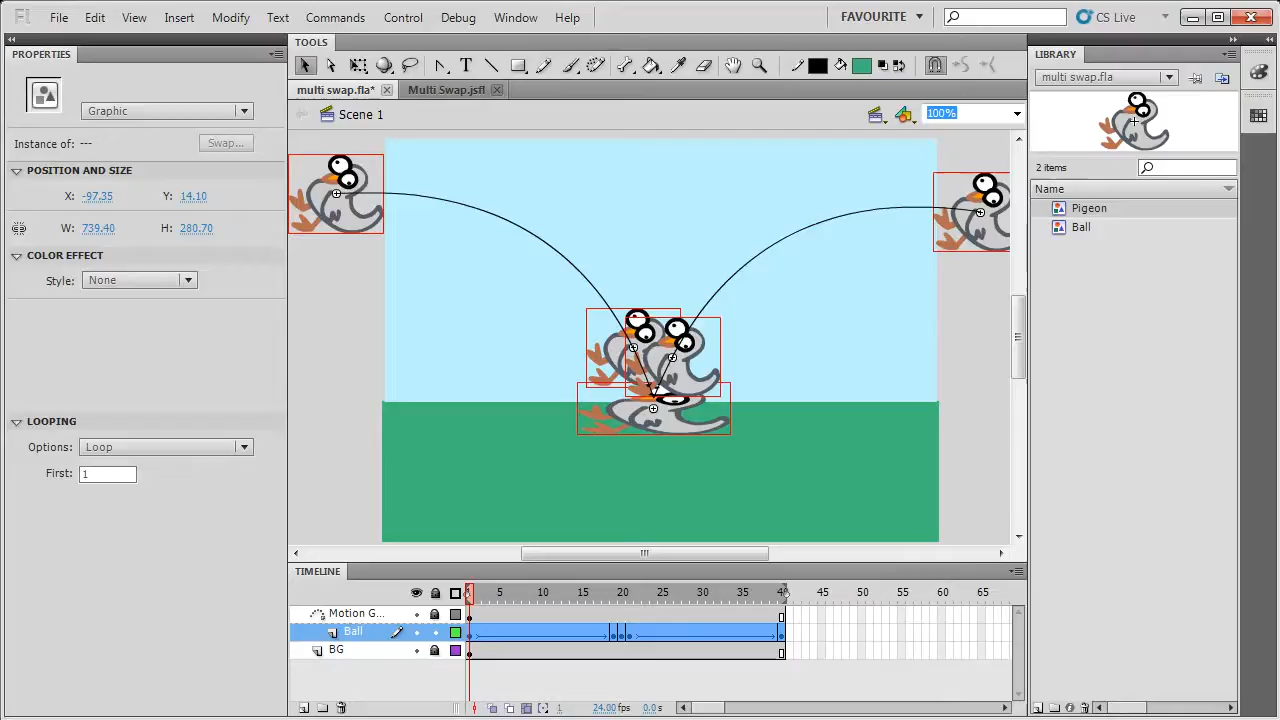 Fl File Edit View Insert Modify Text Commands Control Debug Window Help FAVOURITE CS Live
PROPERTIES
Graphic
Instance of: --- Swap...
POSITION AND SIZE
X: -97.35 Y: 14.10
W: 739.40 H: 280.70
COLOR EFFECT
Style: None
LOOPING
Options: Loop
First: 1
TOOLS
multi swap.fla* Multi Swap.jsfl
Scene 1 100%
TIMELINE
5 10 15 20 25 30 35 40 45 50 55 60 65
Motion G...
Ball
BG
1 24.00 fps 0.0 s
LIBRARY
multi swap.fla
2 items
Name
Pigeon
Ball